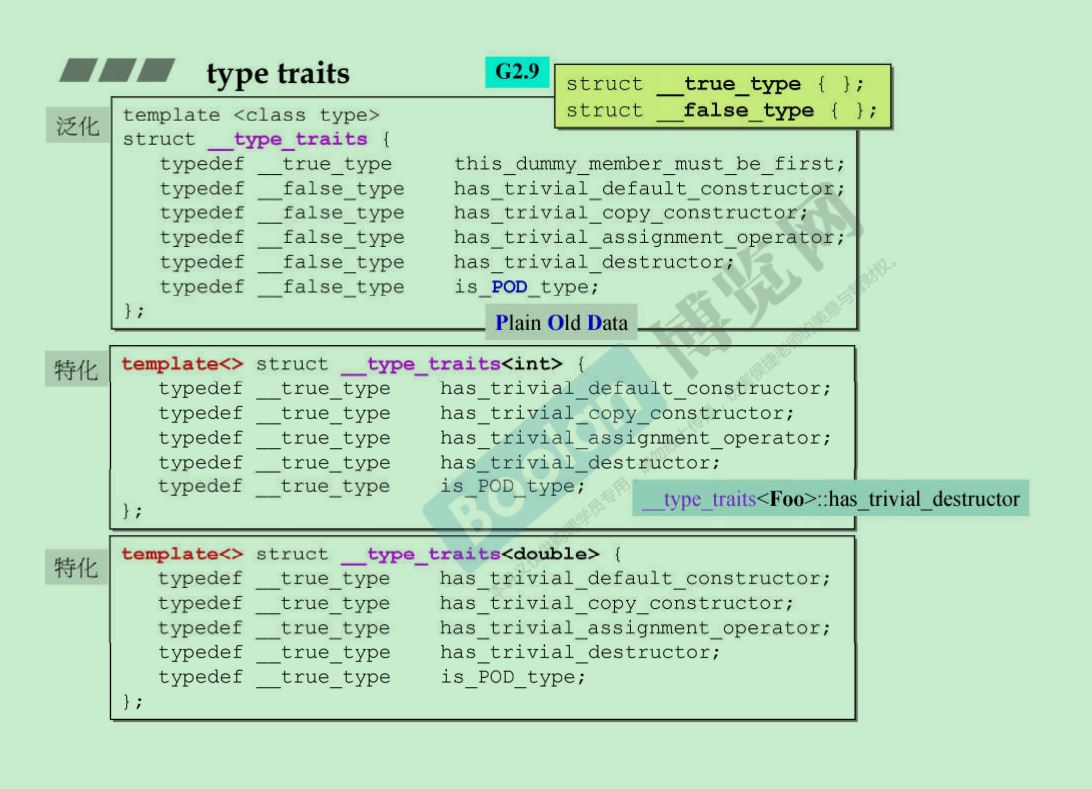 type traits
G2.9
struct __true_type { };
struct __false_type { };
泛化
template <class type>
struct __type_traits {
typedef __true_type this_dummy_member_must_be_first;
typedef __false_type has_trivial_default_constructor;
typedef __false_type has_trivial_copy_constructor;
typedef __false_type has_trivial_assignment_operator;
typedef __false_type has_trivial_destructor;
typedef __false_type is_POD_type;
};
Plain Old Data
特化
template<> struct __type_traits<int> {
typedef __true_type has_trivial_default_constructor;
typedef __true_type has_trivial_copy_constructor;
typedef __true_type has_trivial_assignment_operator;
typedef __true_type has_trivial_destructor;
typedef __true_type is_POD_type;
};
__type_traits<Foo>::has_trivial_destructor
特化
template<> struct __type_traits<double> {
typedef __true_type has_trivial_default_constructor;
typedef __true_type has_trivial_copy_constructor;
typedef __true_type has_trivial_assignment_operator;
typedef __true_type has_trivial_destructor;
typedef __true_type is_POD_type;
};
Boolan
博览网